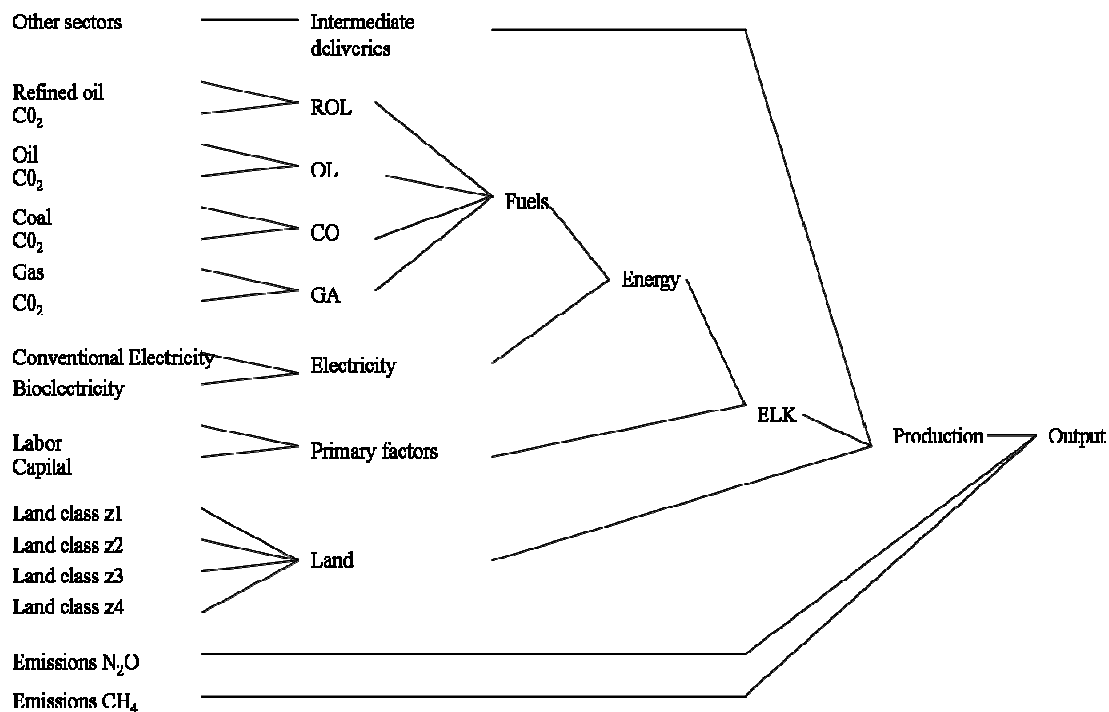 Other sectors
Intermediate
deliveries
Refined oil
C0₂
ROL
Oil
C0₂
OL
Coal
C0₂
CO
Gas
C0₂
GA
Fuels
Energy
Conventional Electricity
Bioelectricity
Electricity
Labor
Capital
Primary factors
ELK
Production
Output
Land class z1
Land class z2
Land class z3
Land class z4
Land
Emissions N₂O
Emissions CH₄